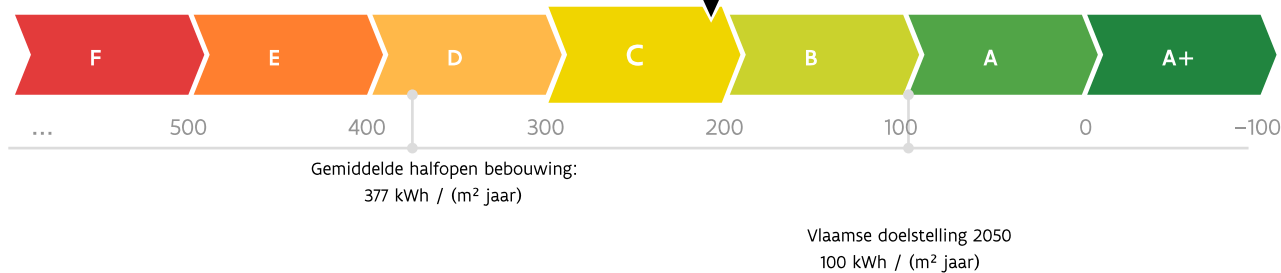 F E D C B A A+
... 500 400 300 200 100 0 −100
Gemiddelde halfopen bebouwing:
377 kWh / (m² jaar)
Vlaamse doelstelling 2050
100 kWh / (m² jaar)